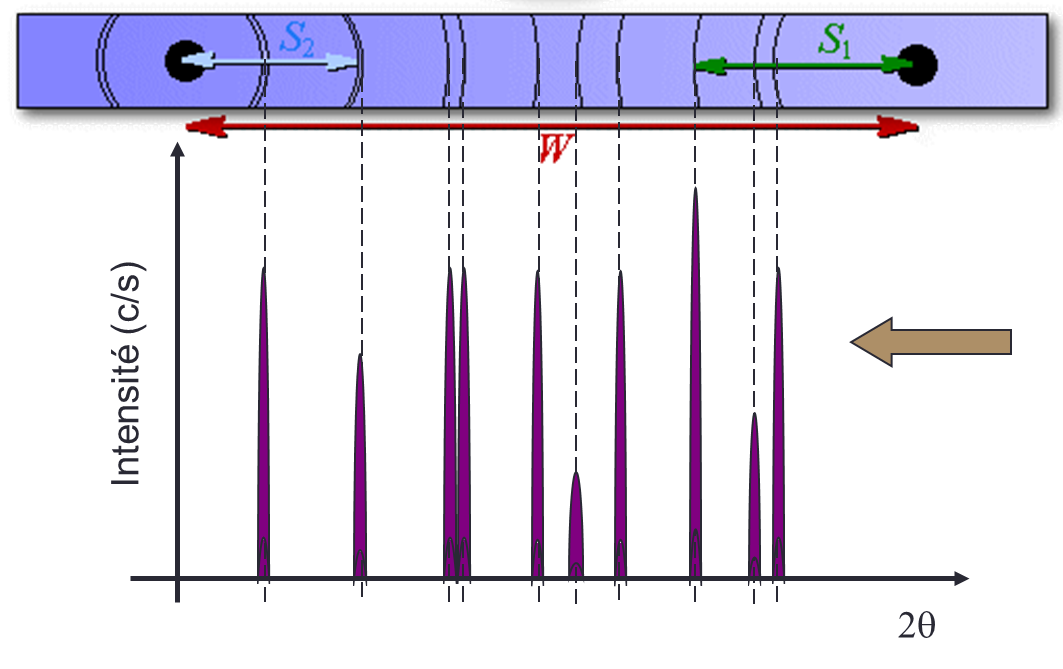 S₂
S₁
W
Intensité (c/s)
2θ